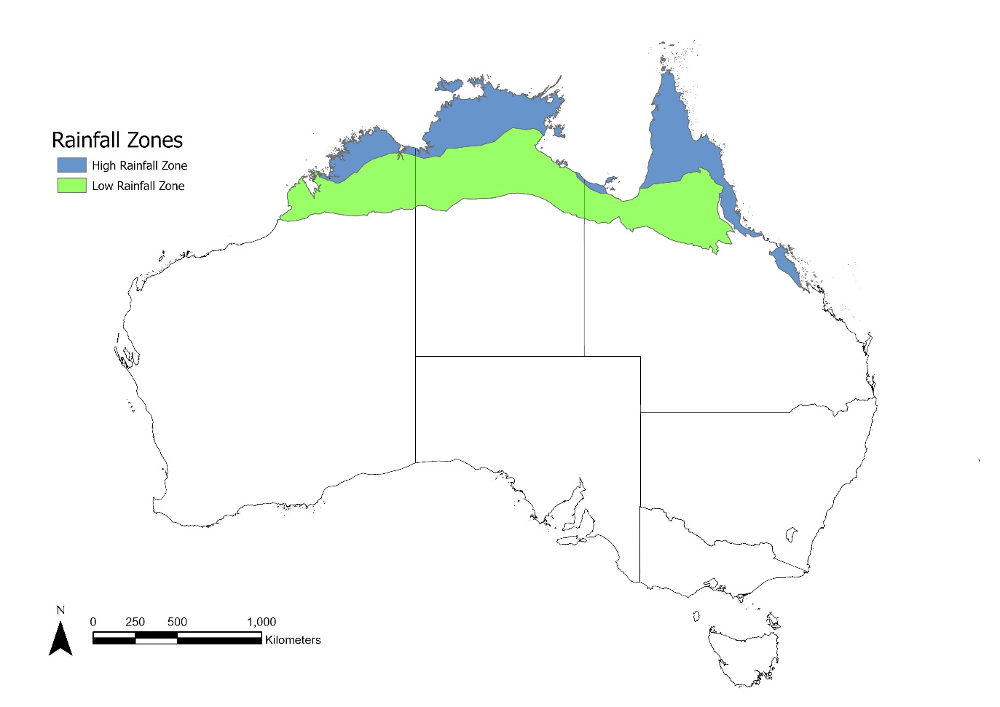 Rainfall Zones
High Rainfall Zone
Low Rainfall Zone
N
0 250 500 1,000
Kilometers